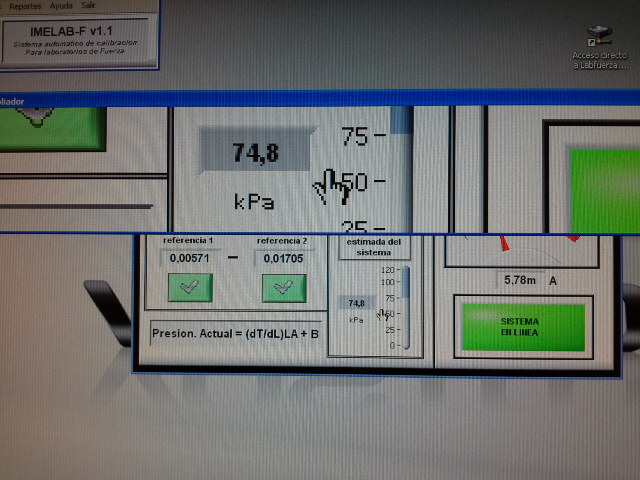 Reportes Ayuda Salir
IMELAB-F v1.1
Sistema automatico de calibracion
Para laboratorios de Fuerza
Acceso directo
a Labfuerza....
pliador
74,8
kPa
75
50
25
referencia 1
referencia 2
0,00571
0,01705
Presion. Actual = (dT/dL)LA + B
estimada del
sistema
74,8
kPa
120
100
75
50
25
0
5,78m A
SISTEMA
EN LINEA